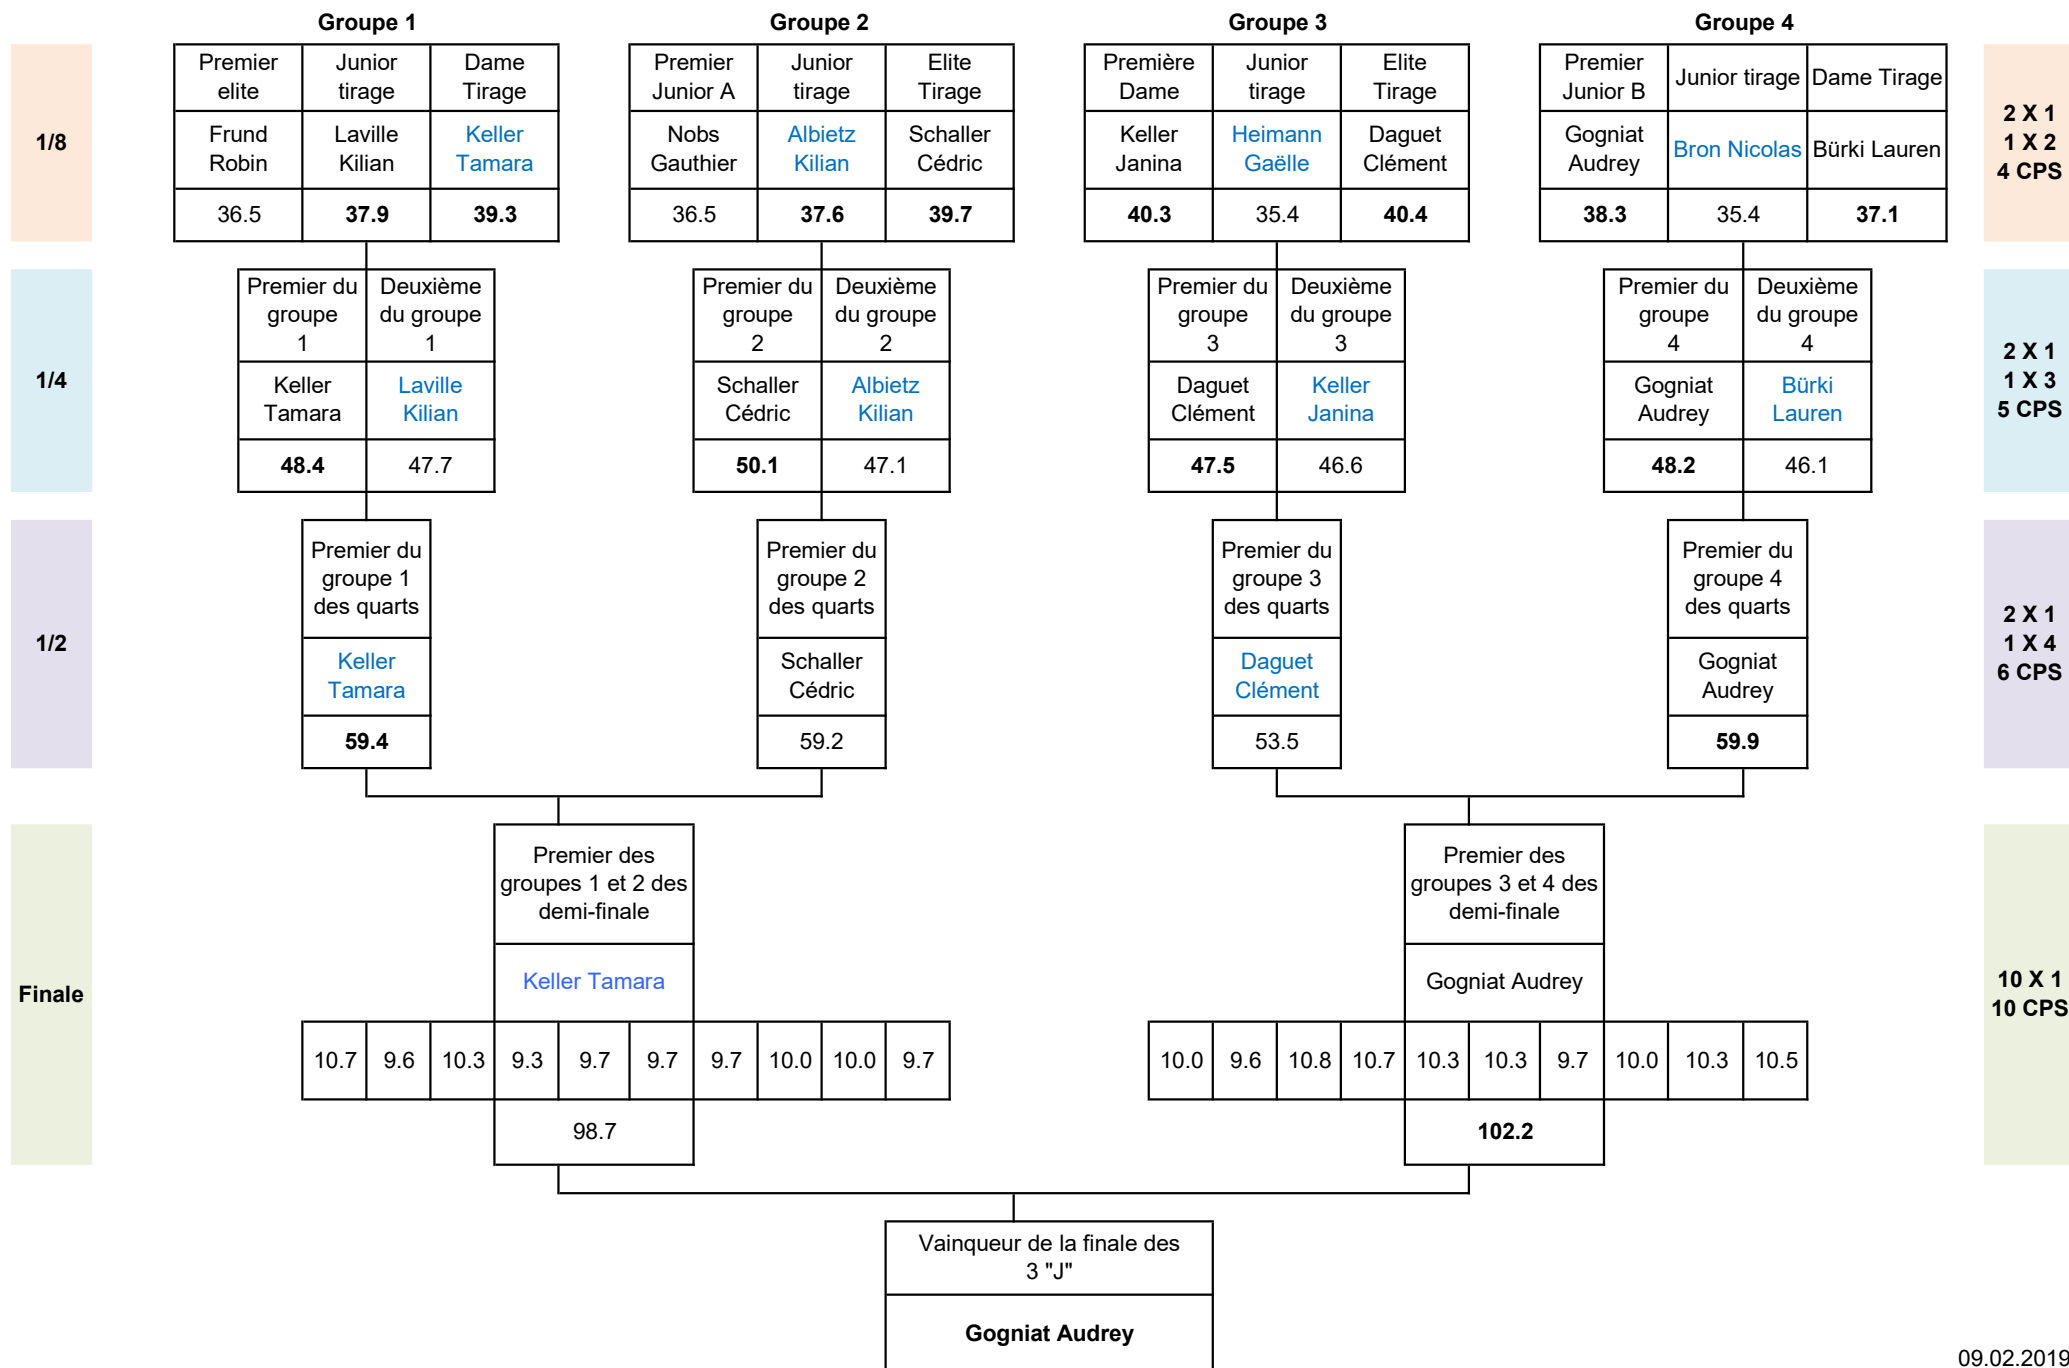 Groupe 1 Groupe 2 Groupe 3 Groupe 4
1/8
Premier
elite
Junior
tirage
Dame
Tirage
Frund
Robin
Laville
Kilian
Keller
Tamara
36.5 37.9 39.3
Premier
Junior A
Junior
tirage
Elite
Tirage
Nobs
Gauthier
Albietz
Kilian
Schaller
Cédric
36.5 37.6 39.7
Première
Dame
Junior
tirage
Elite
Tirage
Keller
Janina
Heimann
Gaëlle
Daguet
Clément
40.3 35.4 40.4
Premier
Junior B
Junior tirage
Dame Tirage
Gogniat
Audrey
Bron Nicolas
Bürki Lauren
38.3 35.4 37.1
2 X 1
1 X 2
4 CPS
1/4
Premier du
groupe
1
Deuxième
du groupe
1
Keller
Tamara
Laville
Kilian
48.4 47.7
Premier du
groupe
2
Deuxième
du groupe
2
Schaller
Cédric
Albietz
Kilian
50.1 47.1
Premier du
groupe
3
Deuxième
du groupe
3
Daguet
Clément
Keller
Janina
47.5 46.6
Premier du
groupe
4
Deuxième
du groupe
4
Gogniat
Audrey
Bürki
Lauren
48.2 46.1
2 X 1
1 X 3
5 CPS
1/2
Premier du
groupe 1
des quarts
Keller
Tamara
59.4
Premier du
groupe 2
des quarts
Schaller
Cédric
59.2
Premier du
groupe 3
des quarts
Daguet
Clément
53.5
Premier du
groupe 4
des quarts
Gogniat
Audrey
59.9
2 X 1
1 X 4
6 CPS
Finale
Premier des
groupes 1 et 2 des
demi-finale
Keller Tamara
10.7 9.6 10.3 9.3 9.7 9.7 9.7 10.0 10.0 9.7
98.7
Premier des
groupes 3 et 4 des
demi-finale
Gogniat Audrey
10.0 9.6 10.8 10.7 10.3 10.3 9.7 10.0 10.3 10.5
102.2
10 X 1
10 CPS
Vainqueur de la finale des
3 "J"
Gogniat Audrey
09.02.2019